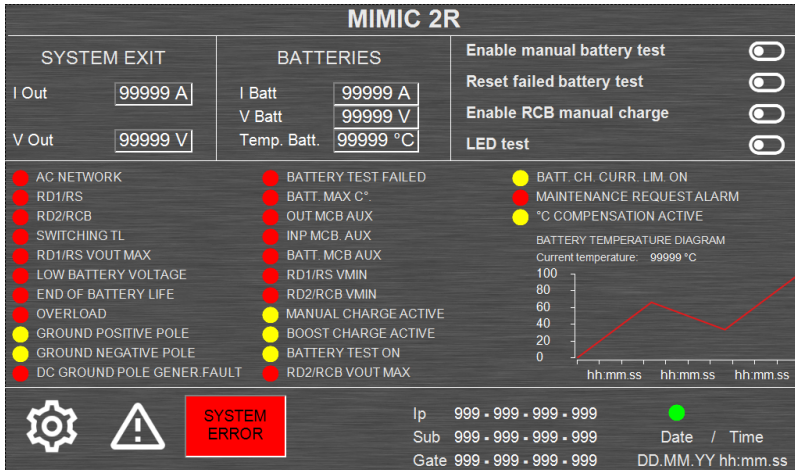 MIMIC 2R
SYSTEM EXIT
I Out 99999 A
V Out 99999 V
BATTERIES
I Batt 99999 A
V Batt 99999 V
Temp. Batt. 99999 °C
Enable manual battery test
Reset failed battery test
Enable RCB manual charge
LED test
AC NETWORK
RD1/RS
RD2/RCB
SWITCHING TL
RD1/RS VOUT MAX
LOW BATTERY VOLTAGE
END OF BATTERY LIFE
OVERLOAD
GROUND POSITIVE POLE
GROUND NEGATIVE POLE
DC GROUND POLE GENER.FAULT
BATTERY TEST FAILED
BATT. MAX C°.
OUT MCB AUX
INP MCB. AUX
BATT. MCB AUX
RD1/RS VMIN
RD2/RCB VMIN
MANUAL CHARGE ACTIVE
BOOST CHARGE ACTIVE
BATTERY TEST ON
RD2/RCB VOUT MAX
BATT. CH. CURR. LIM. ON
MAINTENANCE REQUEST ALARM
°C COMPENSATION ACTIVE
BATTERY TEMPERATURE DIAGRAM
Current temperature: 99999 °C
100
80
60
40
20
0
hh:mm.ss hh:mm.ss hh:mm.ss
SYSTEM
ERROR
Ip 999 - 999 - 999 - 999
Sub 999 - 999 - 999 - 999
Gate 999 - 999 - 999 - 999
Date / Time
DD.MM.YY hh:mm.ss